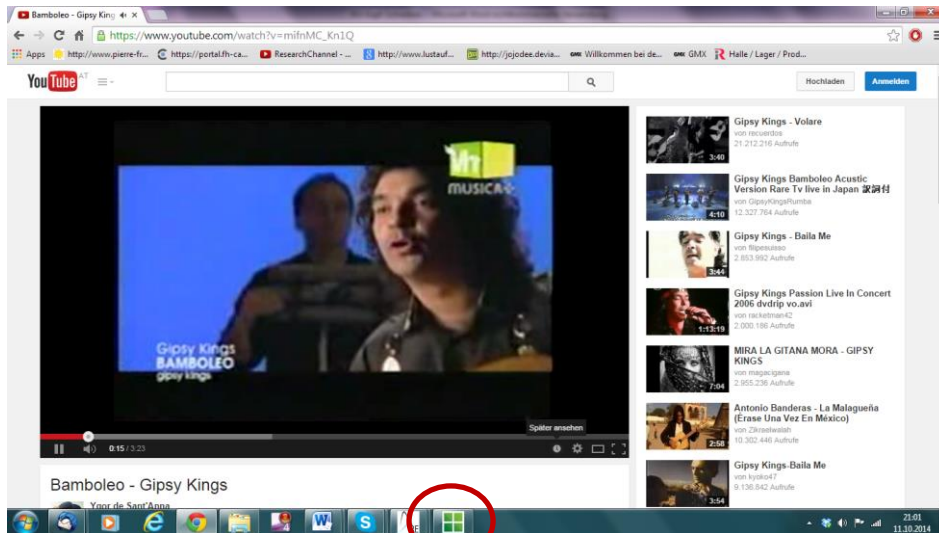 Bamboleo - Gipsy King
https://www.youtube.com/watch?v=mifnMC_Kn1Q
Apps http://www.pierre-fr... https://portal.fh-ca... ResearchChannel - ... http://www.lustauf... http://jojodee.devia... GMX Willkommen bei de... GMX GMX Halle / Lager / Prod...
YouTube AT
Hochladen Anmelden
VH1
MUSICA
Gipsy Kings
BAMBOLEO
gipsy kings
Später ansehen
0:15 / 3:23
Bamboleo - Gipsy Kings
Ygor de Sant'Anna
Gipsy Kings - Volare
von recuerdos
21.212.216 Aufrufe
3:40
Gipsy Kings Bamboleo Acustic
Version Rare Tv live in Japan 訳詞付
von GipsyKingsRumba
12.327.764 Aufrufe
4:10
Gipsy Kings - Baila Me
von filipesuisso
2.853.992 Aufrufe
3:44
Gipsy Kings Passion Live In Concert
2006 dvdrip vo.avi
von racketman42
2.000.186 Aufrufe
1:13:19
MIRA LA GITANA MORA - GIPSY
KINGS
von magacigana
2.955.236 Aufrufe
7:04
Antonio Banderas - La Malagueña
(Érase Una Vez En México)
von Zikraelwalah
10.302.446 Aufrufe
2:58
Gipsy Kings-Baila Me
von kyoko47
9.136.842 Aufrufe
3:54
21:01
11.10.2014